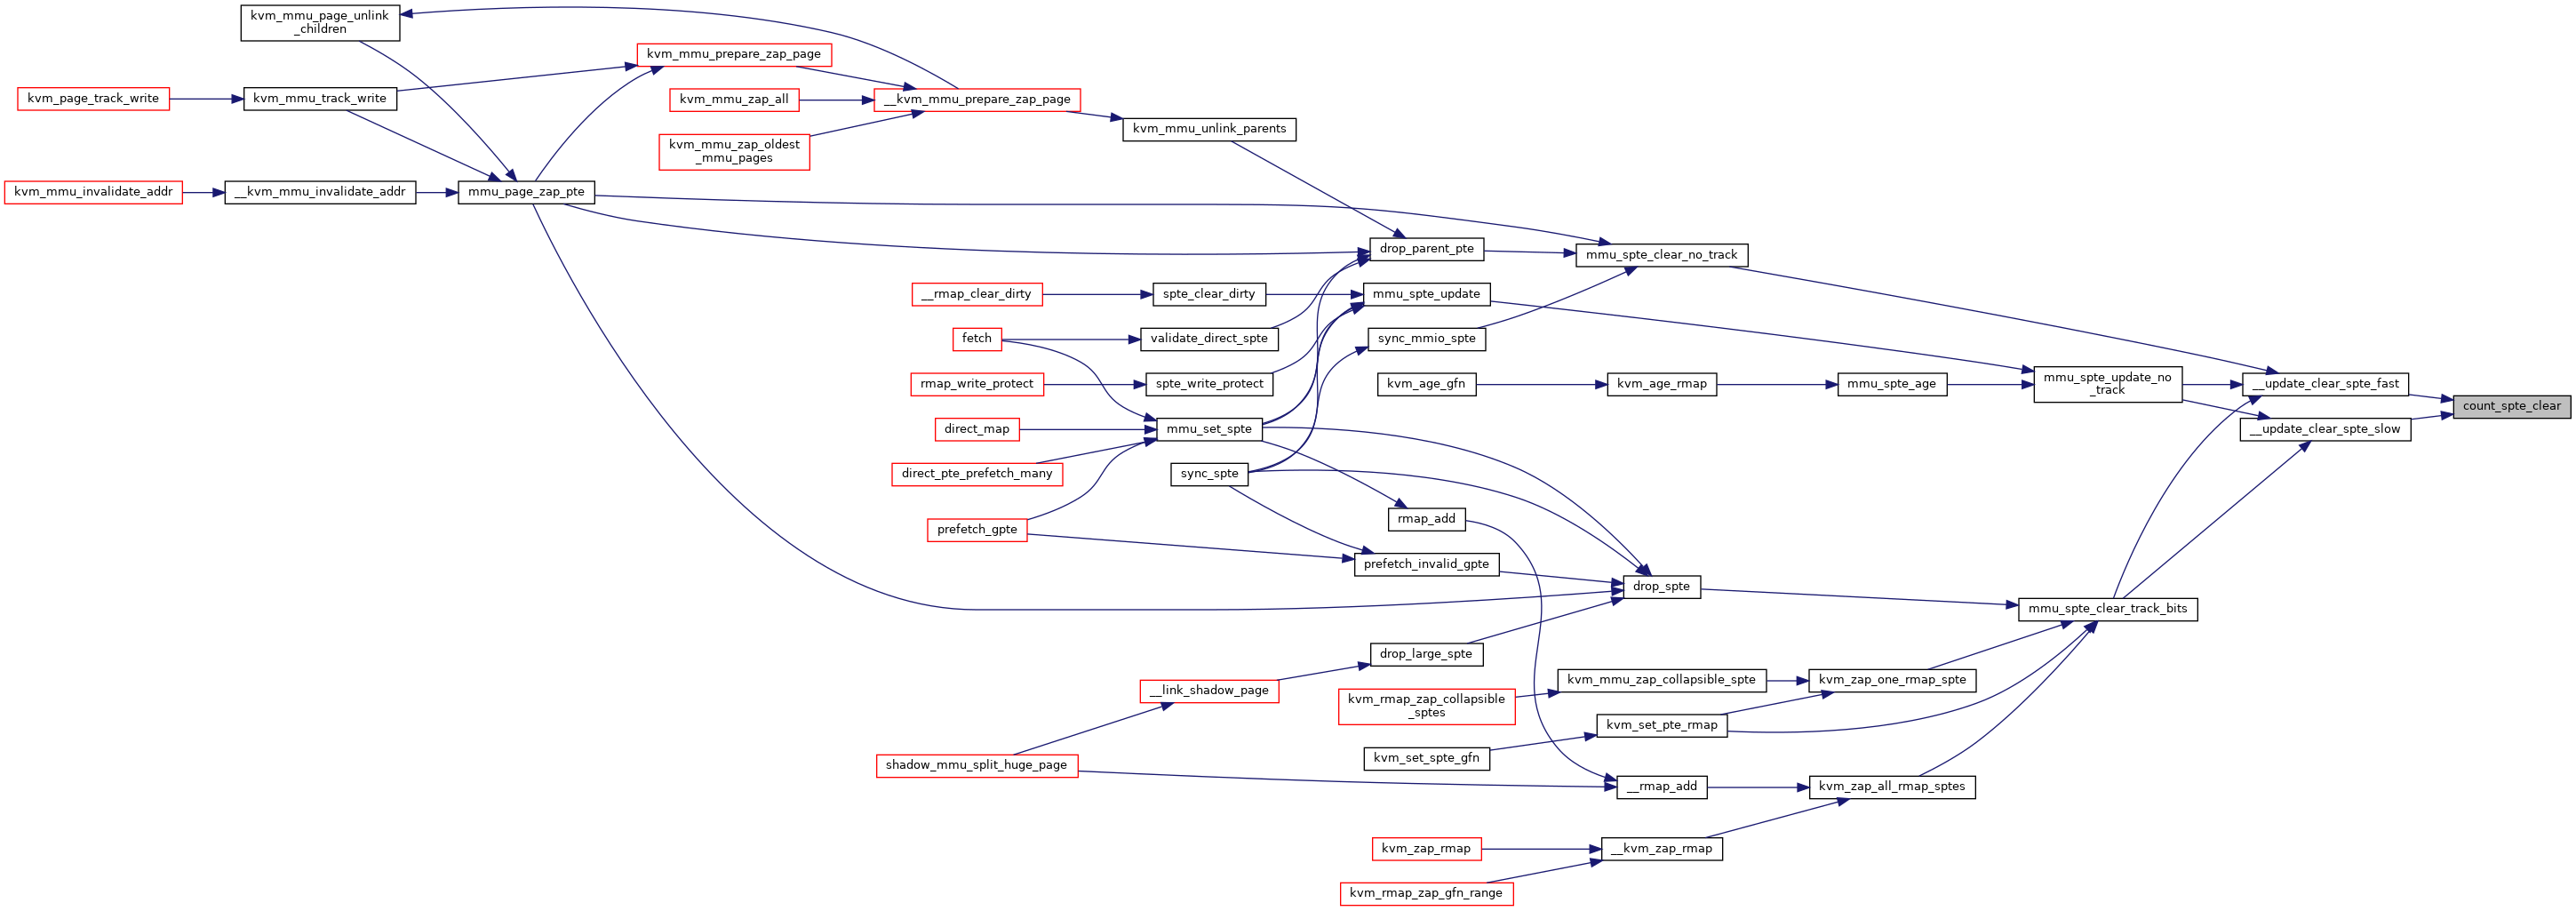 kvm_mmu_page_unlink
_children
kvm_mmu_prepare_zap_page
kvm_page_track_write
kvm_mmu_track_write
kvm_mmu_zap_all
__kvm_mmu_prepare_zap_page
kvm_mmu_unlink_parents
kvm_mmu_zap_oldest
_mmu_pages
kvm_mmu_invalidate_addr
__kvm_mmu_invalidate_addr
mmu_page_zap_pte
drop_parent_pte
mmu_spte_clear_no_track
__rmap_clear_dirty
spte_clear_dirty
mmu_spte_update
fetch
validate_direct_spte
sync_mmio_spte
rmap_write_protect
spte_write_protect
kvm_age_gfn
kvm_age_rmap
mmu_spte_age
mmu_spte_update_no
_track
__update_clear_spte_fast
count_spte_clear
direct_map
mmu_set_spte
__update_clear_spte_slow
direct_pte_prefetch_many
sync_spte
rmap_add
prefetch_gpte
prefetch_invalid_gpte
drop_spte
mmu_spte_clear_track_bits
drop_large_spte
__link_shadow_page
kvm_mmu_zap_collapsible_spte
kvm_zap_one_rmap_spte
kvm_rmap_zap_collapsible
_sptes
kvm_set_pte_rmap
kvm_set_spte_gfn
shadow_mmu_split_huge_page
__rmap_add
kvm_zap_all_rmap_sptes
kvm_zap_rmap
__kvm_zap_rmap
kvm_rmap_zap_gfn_range